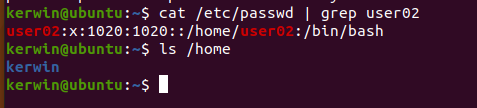 kerwin@ubuntu:~$ cat /etc/passwd | grep user02
user02:x:1020:1020::/home/user02:/bin/bash
kerwin@ubuntu:~$ ls /home
kerwin
kerwin@ubuntu:~$